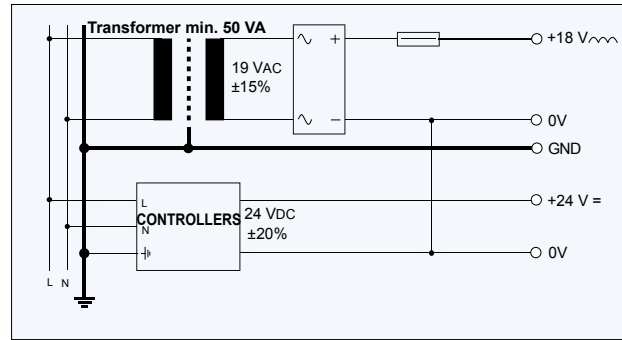 Transformer min. 50 VA
+
+18 V
19 VAC
±15%
−
0V
GND
L
+24 V =
CONTROLLERS
24 VDC
N
±20%
0V
L N